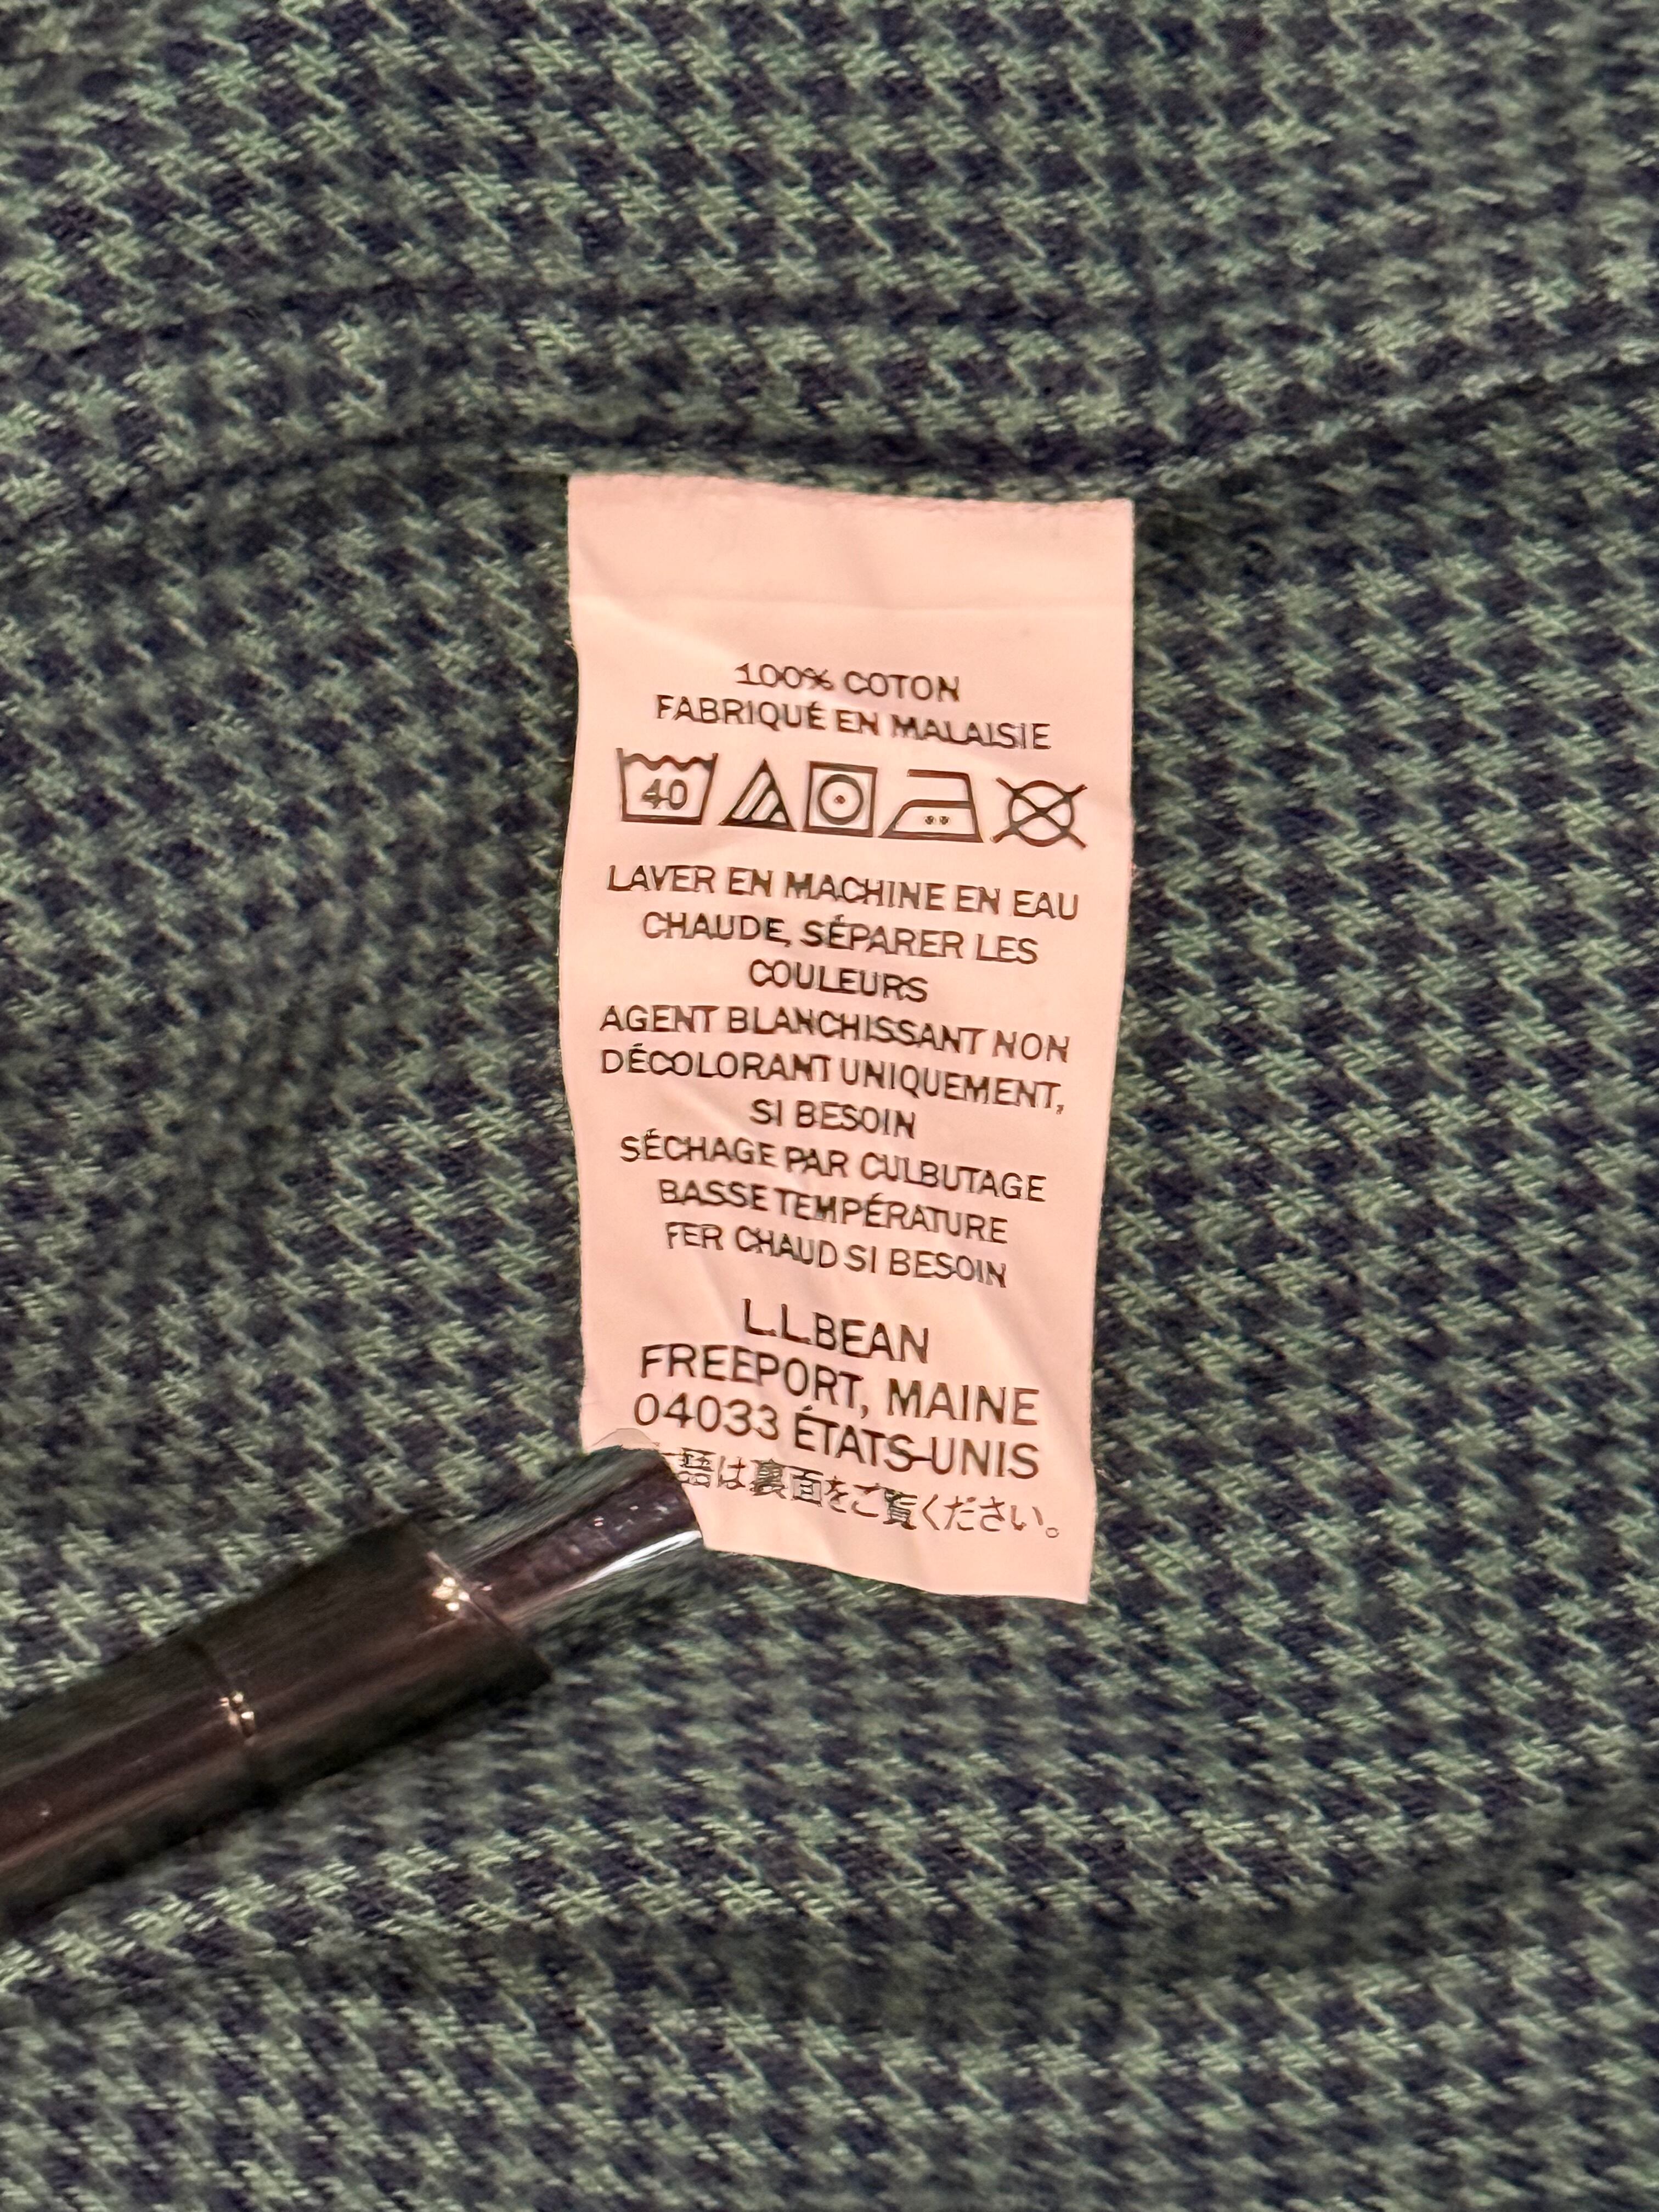 100% COTON
FABRIQUÉ EN MALAISIE
40
LAVER EN MACHINE EN EAU
CHAUDE, SÉPARER LES
COULEURS
AGENT BLANCHISSANT NON
DÉCOLORANT UNIQUEMENT,
SI BESOIN
SÉCHAGE PAR CULBUTAGE
BASSE TEMPÉRATURE
FER CHAUD SI BESOIN
L.L.BEAN
FREEPORT, MAINE
04033 ÉTATS-UNIS
語は裏面をご覧ください。